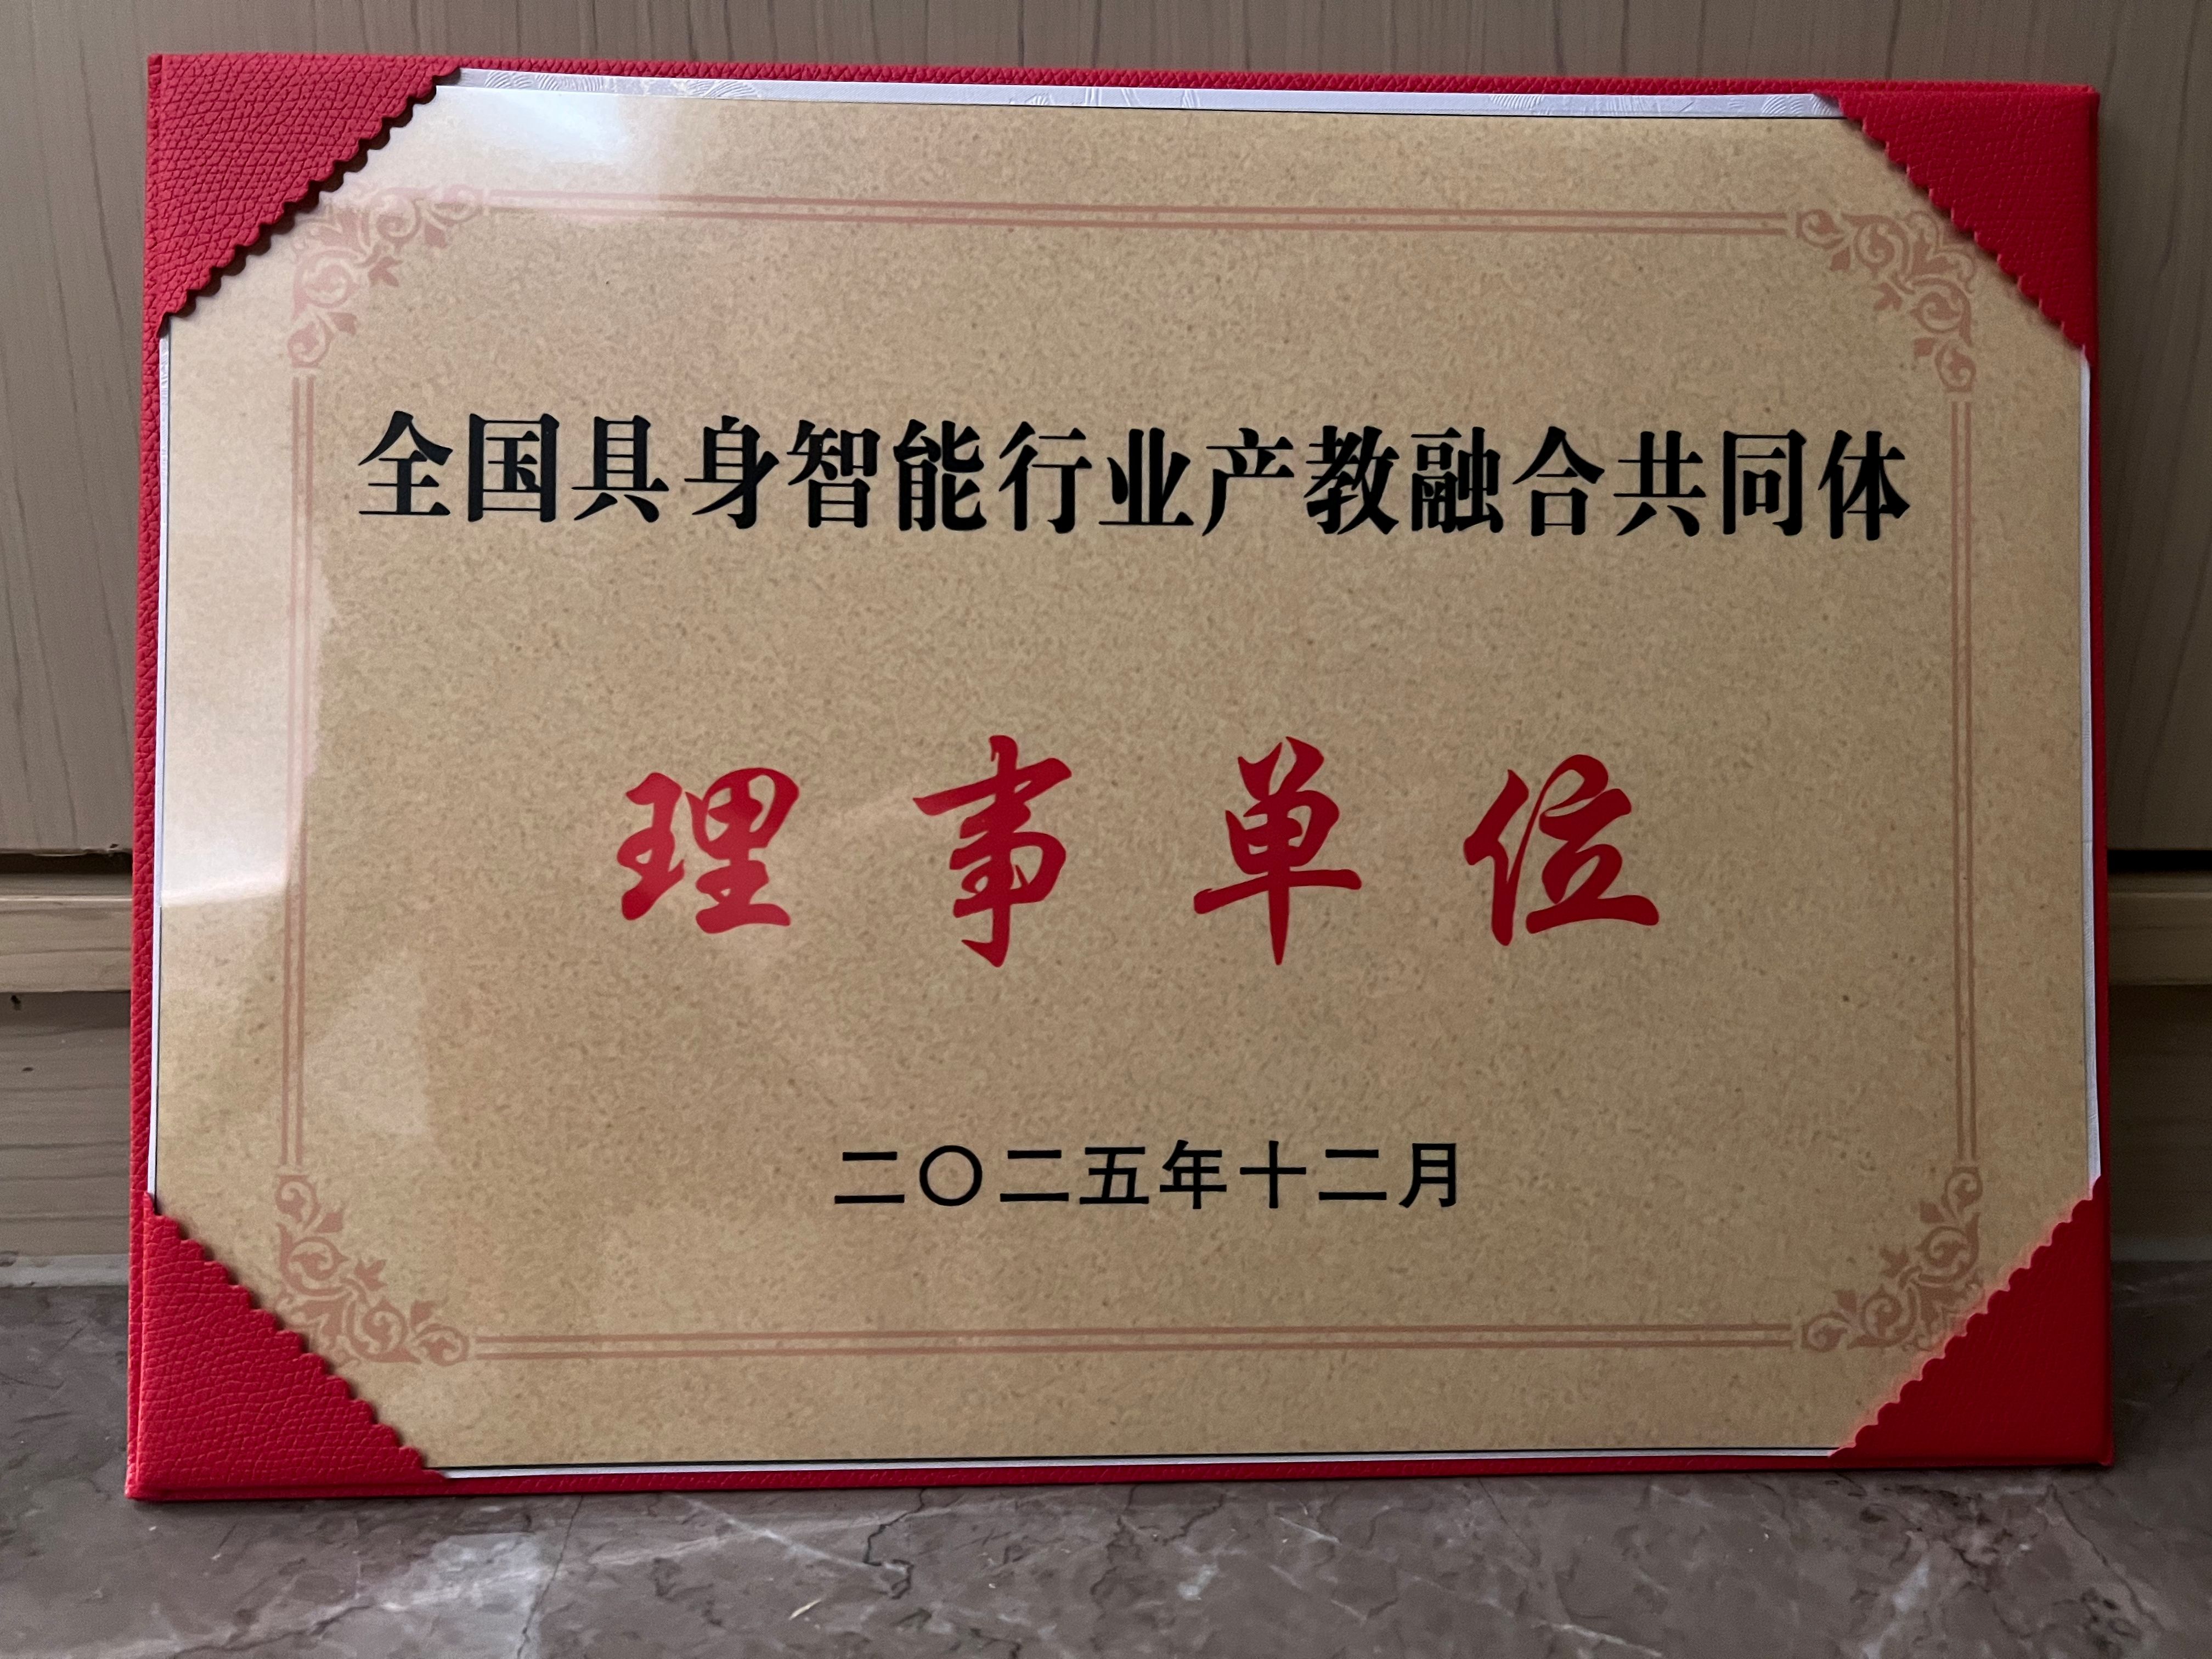 全国具身智能行业产教融合共同体
理事单位
二〇二五年十二月